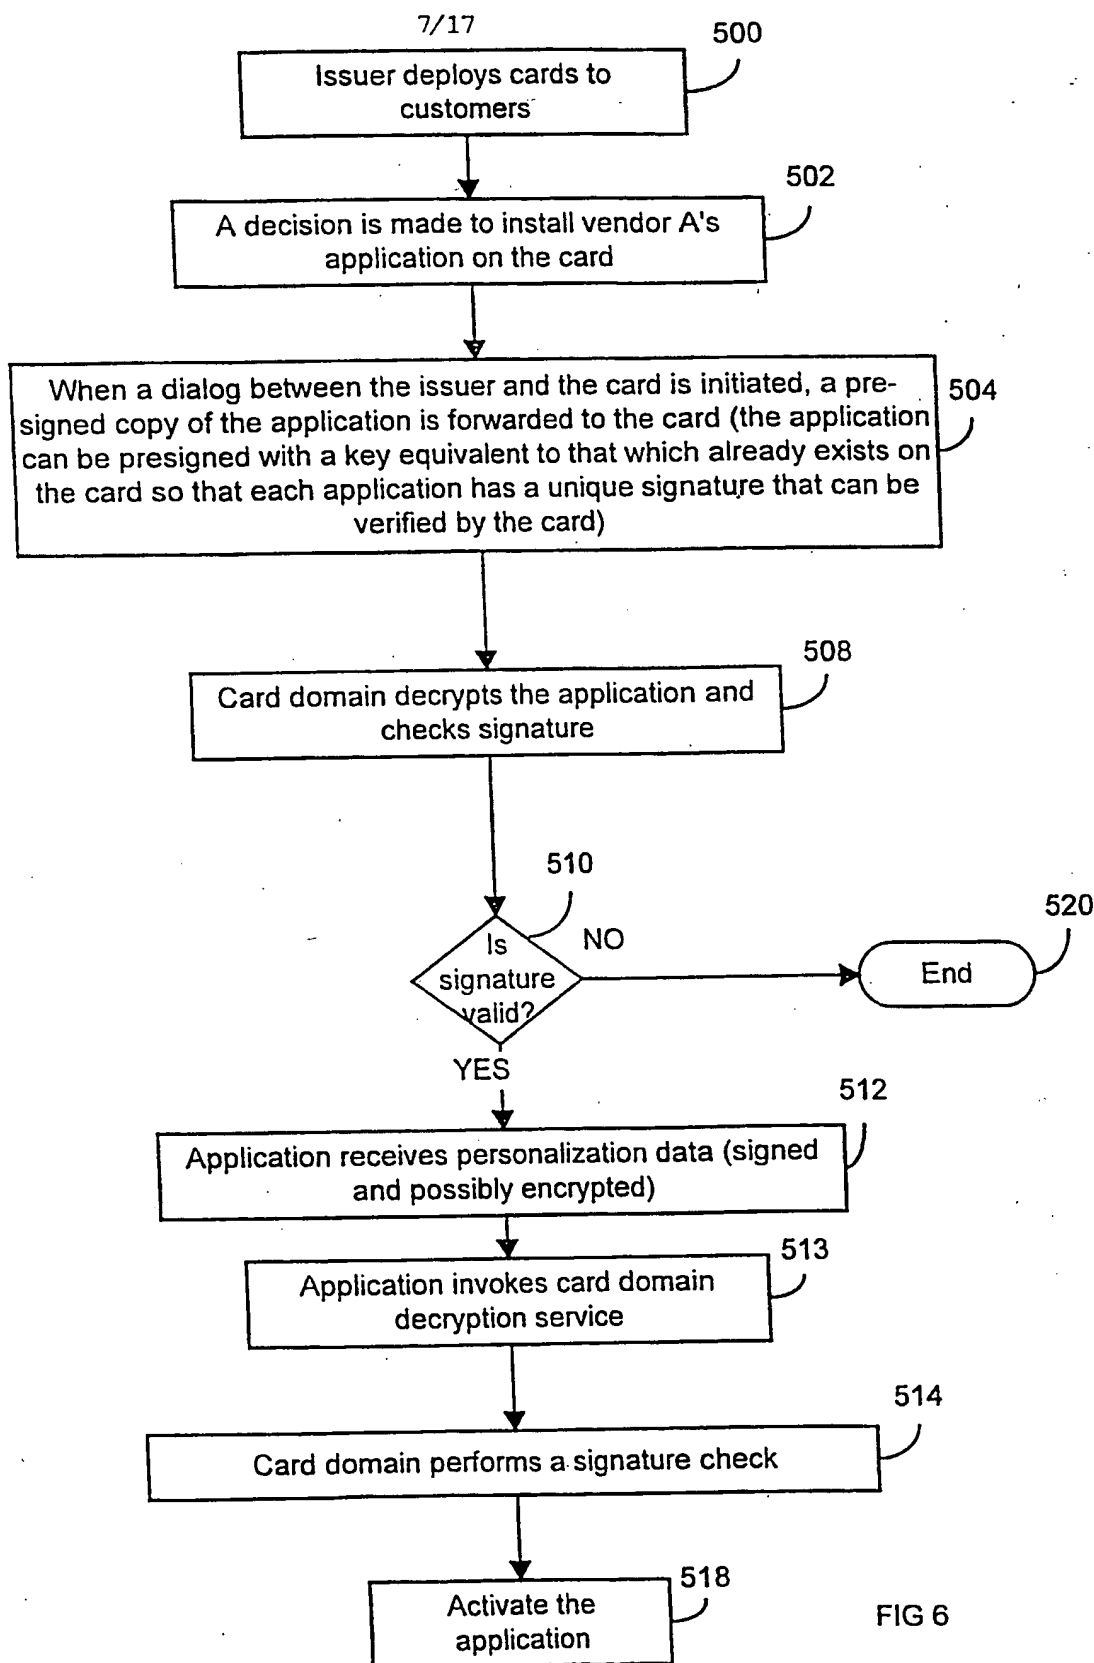 7/17
500
Issuer deploys cards to
customers
502
A decision is made to install vendor A's
application on the card
504
When a dialog between the issuer and the card is initiated, a pre-
signed copy of the application is forwarded to the card (the application
can be presigned with a key equivalent to that which already exists on
the card so that each application has a unique signature that can be
verified by the card)
508
Card domain decrypts the application and
checks signature
510
Is
signature
valid?
NO
520
End
YES
512
Application receives personalization data (signed
and possibly encrypted)
513
Application invokes card domain
decryption service
514
Card domain performs a signature check
518
Activate the
application
FIG 6